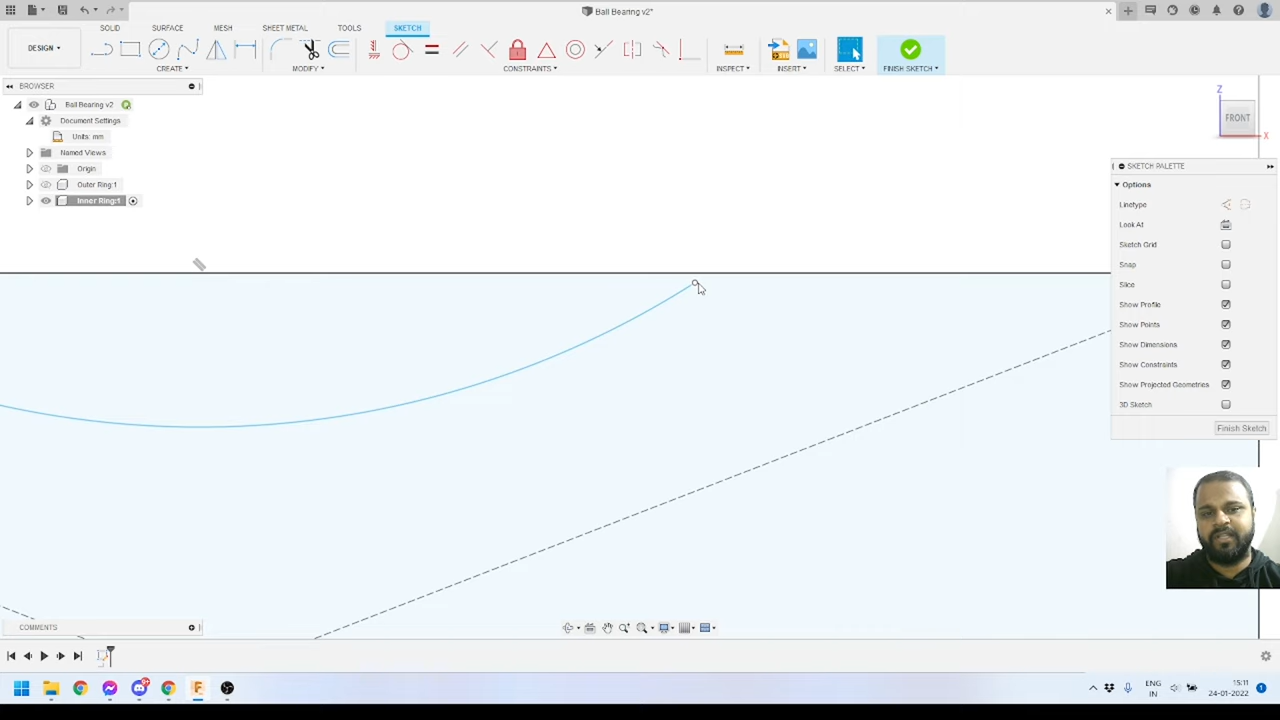 Ball Bearing v2*
SOLID SURFACE MESH SHEET METAL TOOLS SKETCH
DESIGN
CREATE MODIFY CONSTRAINTS INSPECT INSERT SELECT FINISH SKETCH
BROWSER
Ball Bearing v2
Document Settings
Units: mm
Named Views
Origin
Outer Ring:1
Inner Ring:1
Z
FRONT
X
SKETCH PALETTE
Options
Linetype
Look At
Sketch Grid
Snap
Slice
Show Profile
Show Points
Show Dimensions
Show Constraints
Show Projected Geometries
3D Sketch
Finish Sketch
COMMENTS
9+
ENG
IN
15:11
24-01-2022
1